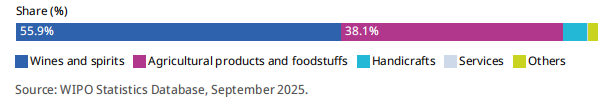 Share (%)
55.9% 38.1%
Wines and spirits Agricultural products and foodstuffs Handicrafts Services Others
Source: WIPO Statistics Database, September 2025.